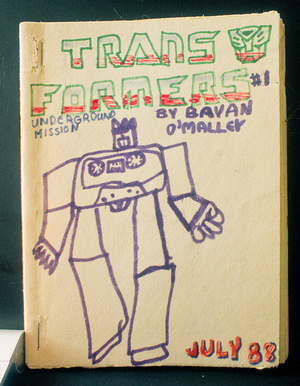 TRANS
FORMERS #1
UNDERGROUND
MISSION
BY BAVAN
O'MALLEY
JULY 88